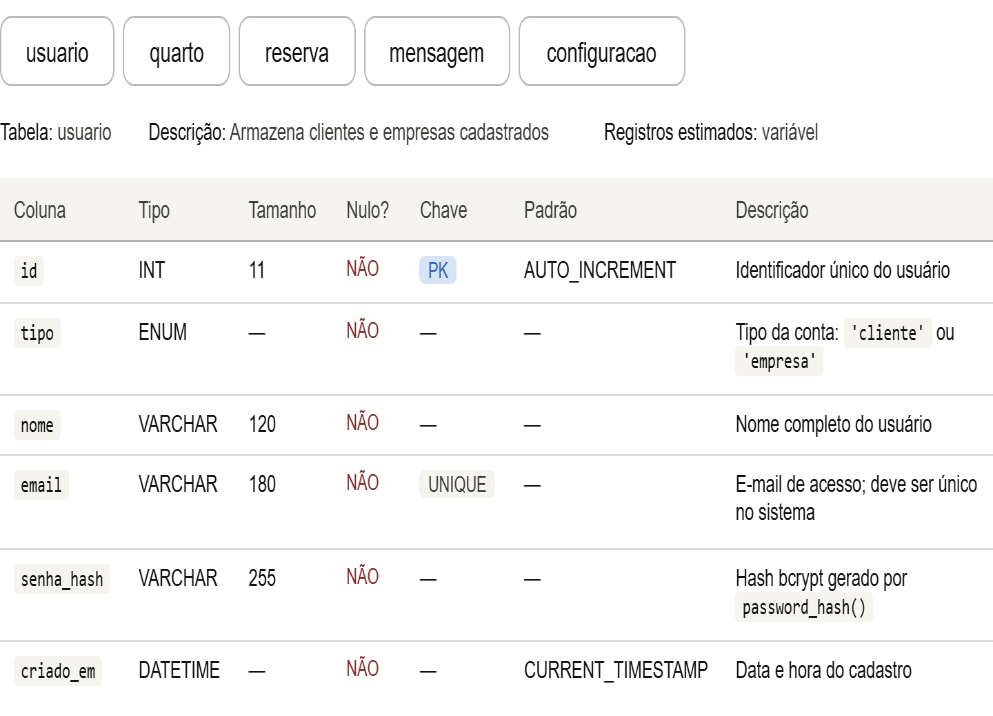 usuario quarto reserva mensagem configuracao
Tabela: usuario Descrição: Armazena clientes e empresas cadastrados Registros estimados: variável
Coluna Tipo Tamanho Nulo? Chave Padrão Descrição
id INT 11 NÃO PK AUTO_INCREMENT Identificador único do usuário
tipo ENUM — NÃO — — Tipo da conta: 'cliente' ou
'empresa'
nome VARCHAR 120 NÃO — — Nome completo do usuário
email VARCHAR 180 NÃO UNIQUE — E-mail de acesso; deve ser único
no sistema
senha_hash VARCHAR 255 NÃO — — Hash bcrypt gerado por
password_hash()
criado_em DATETIME — NÃO — CURRENT_TIMESTAMP Data e hora do cadastro